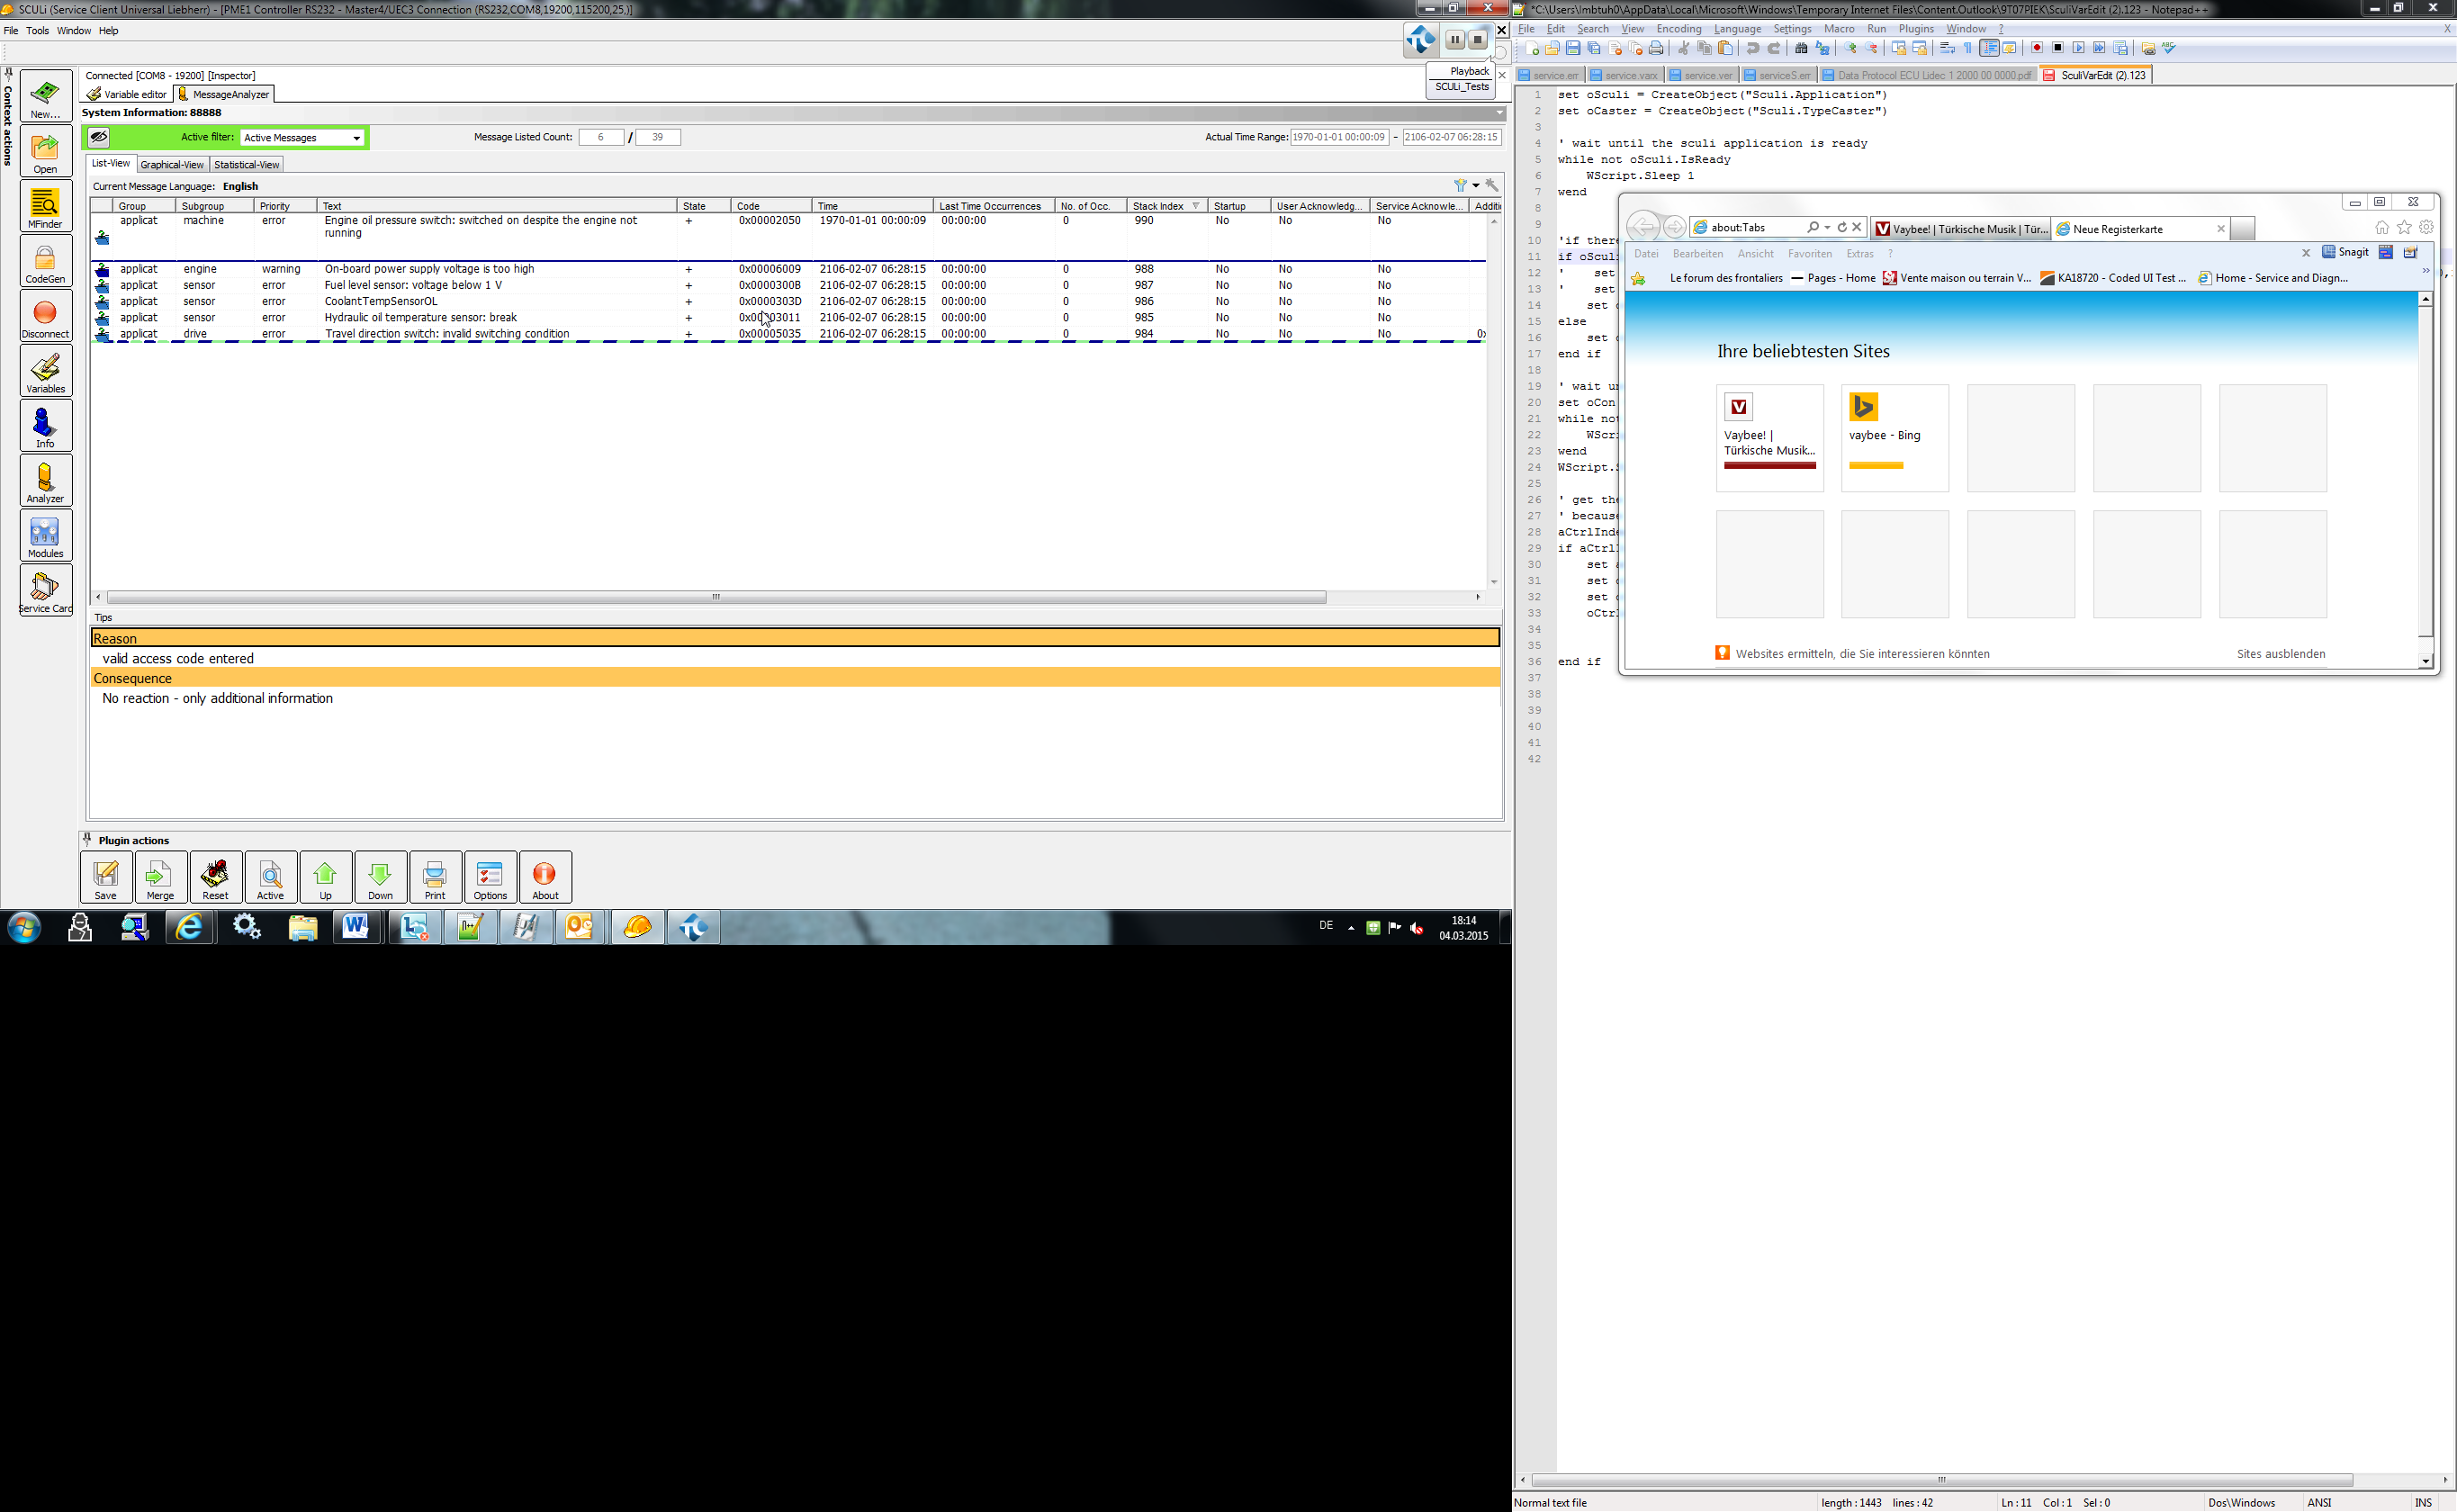 SCULi (Service Client Universal Liebherr) - [PME1 Controller RS232 - Master4/UEC3 Connection (RS232,COM8,19200,115200,25,)]
File Tools Window Help
Playback
SCULi_Tests
Context actions
New...
Open
MFinder
CodeGen
Disconnect
Variables
Info
Analyzer
Modules
Service Card
Connected [COM8 - 19200] [Inspector]
Variable editor MessageAnalyzer
System Information: 88888
Active filter: Active Messages Message Listed Count: 6 / 39 Actual Time Range: 1970-01-01 00:00:09 - 2106-02-07 06:28:15
List-View Graphical-View Statistical-View
Current Message Language: English
Group Subgroup Priority Text State Code Time Last Time Occurrences No. of Occ. Stack Index Startup User Acknowledg... Service Acknowle... Additi
applicat machine error Engine oil pressure switch: switched on despite the engine not + 0x00002050 1970-01-01 00:00:09 00:00:00 0 990 No No No
running
applicat engine warning On-board power supply voltage is too high + 0x00006009 2106-02-07 06:28:15 00:00:00 0 988 No No No
applicat sensor error Fuel level sensor: voltage below 1 V + 0x0000300B 2106-02-07 06:28:15 00:00:00 0 987 No No No
applicat sensor error CoolantTempSensorOL + 0x0000303D 2106-02-07 06:28:15 00:00:00 0 986 No No No
applicat sensor error Hydraulic oil temperature sensor: break + 0x00003011 2106-02-07 06:28:15 00:00:00 0 985 No No No
applicat drive error Travel direction switch: invalid switching condition + 0x00005035 2106-02-07 06:28:15 00:00:00 0 984 No No No 0x
Tips
Reason
valid access code entered
Consequence
No reaction - only additional information
Plugin actions
Save Merge Reset Active Up Down Print Options About
DE 18:14
04.03.2015
*C:\Users\lmbtuh0\AppData\Local\Microsoft\Windows\Temporary Internet Files\Content.Outlook\9T07PIEK\SculiVarEdit (2).123 - Notepad++
File Edit Search View Encoding Language Settings Macro Run Plugins Window ? X
service.err service.varx service.ver serviceS.err Data Protocol ECU Lidec 1 2000 00 0000.pdf SculiVarEdit (2).123
1 set oSculi = CreateObject("Sculi.Application")
2 set oCaster = CreateObject("Sculi.TypeCaster")
3
4 ' wait until the sculi application is ready
5 while not oSculi.IsReady
6 WScript.Sleep 1
7 wend
8
9
10 'if there
11 if oSculi
12 ' set
13 ' set
14 set o
15 else
16 set o
17 end if
18
19 ' wait un
20 set oCon
21 while not
22 WScr
23 wend
24 WScript.S
25
26 ' get the
27 ' because
28 aCtrlInde
29 if aCtrlI
30 set a
31 set o
32 set o
33 oCtrl
34
35
36 end if
37
38
39
40
41
42
about:Tabs Vaybee! | Türkische Musik | Tür... Neue Registerkarte
Datei Bearbeiten Ansicht Favoriten Extras ? x Snagit
Le forum des frontaliers Pages - Home Vente maison ou terrain V... KA18720 - Coded UI Test ... Home - Service and Diagn...
Ihre beliebtesten Sites
Vaybee! |
Türkische Musik...
vaybee - Bing
Websites ermitteln, die Sie interessieren könnten Sites ausblenden
Normal text file length : 1443 lines : 42 Ln : 11 Col : 1 Sel : 0 Dos\Windows ANSI INS